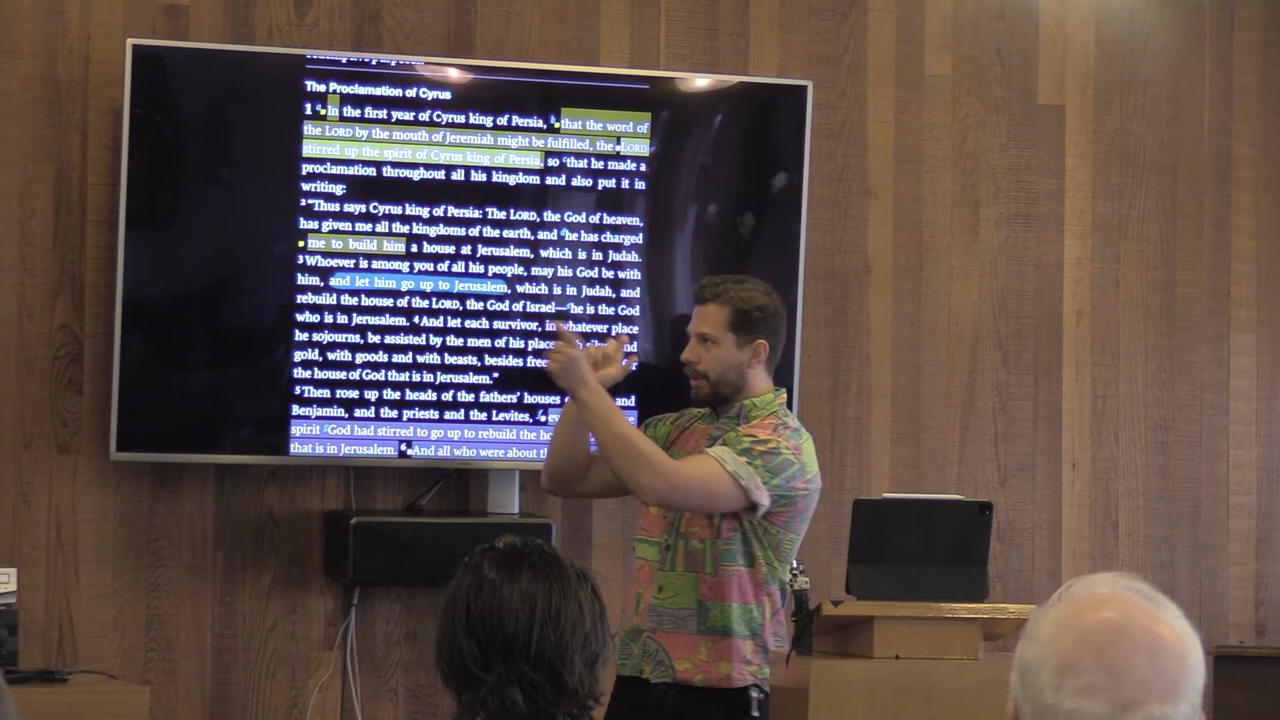 redemptive purposes.
The Proclamation of Cyrus
1 a In the first year of Cyrus king of Persia, b that the word of
the LORD by the mouth of Jeremiah might be fulfilled, the LORD
stirred up the spirit of Cyrus king of Persia, so c that he made a
proclamation throughout all his kingdom and also put it in
writing:
2 “Thus says Cyrus king of Persia: The LORD, the God of heaven,
has given me all the kingdoms of the earth, and d he has charged
me to build him a house at Jerusalem, which is in Judah.
3 Whoever is among you of all his people, may his God be with
him, and let him go up to Jerusalem, which is in Judah, and
rebuild the house of the LORD, the God of Israel—e he is the God
who is in Jerusalem. 4 And let each survivor, in whatever place
he sojourns, be assisted by the men of his place and
gold, with goods and with beasts, besides
the house of God that is in Jerusalem.”
5 Then rose up the heads of the fathers' houses and
Benjamin, and the priests and the Levites, f
spirit g God had stirred to go up to rebuild the
that is in Jerusalem. 6 And all who were about